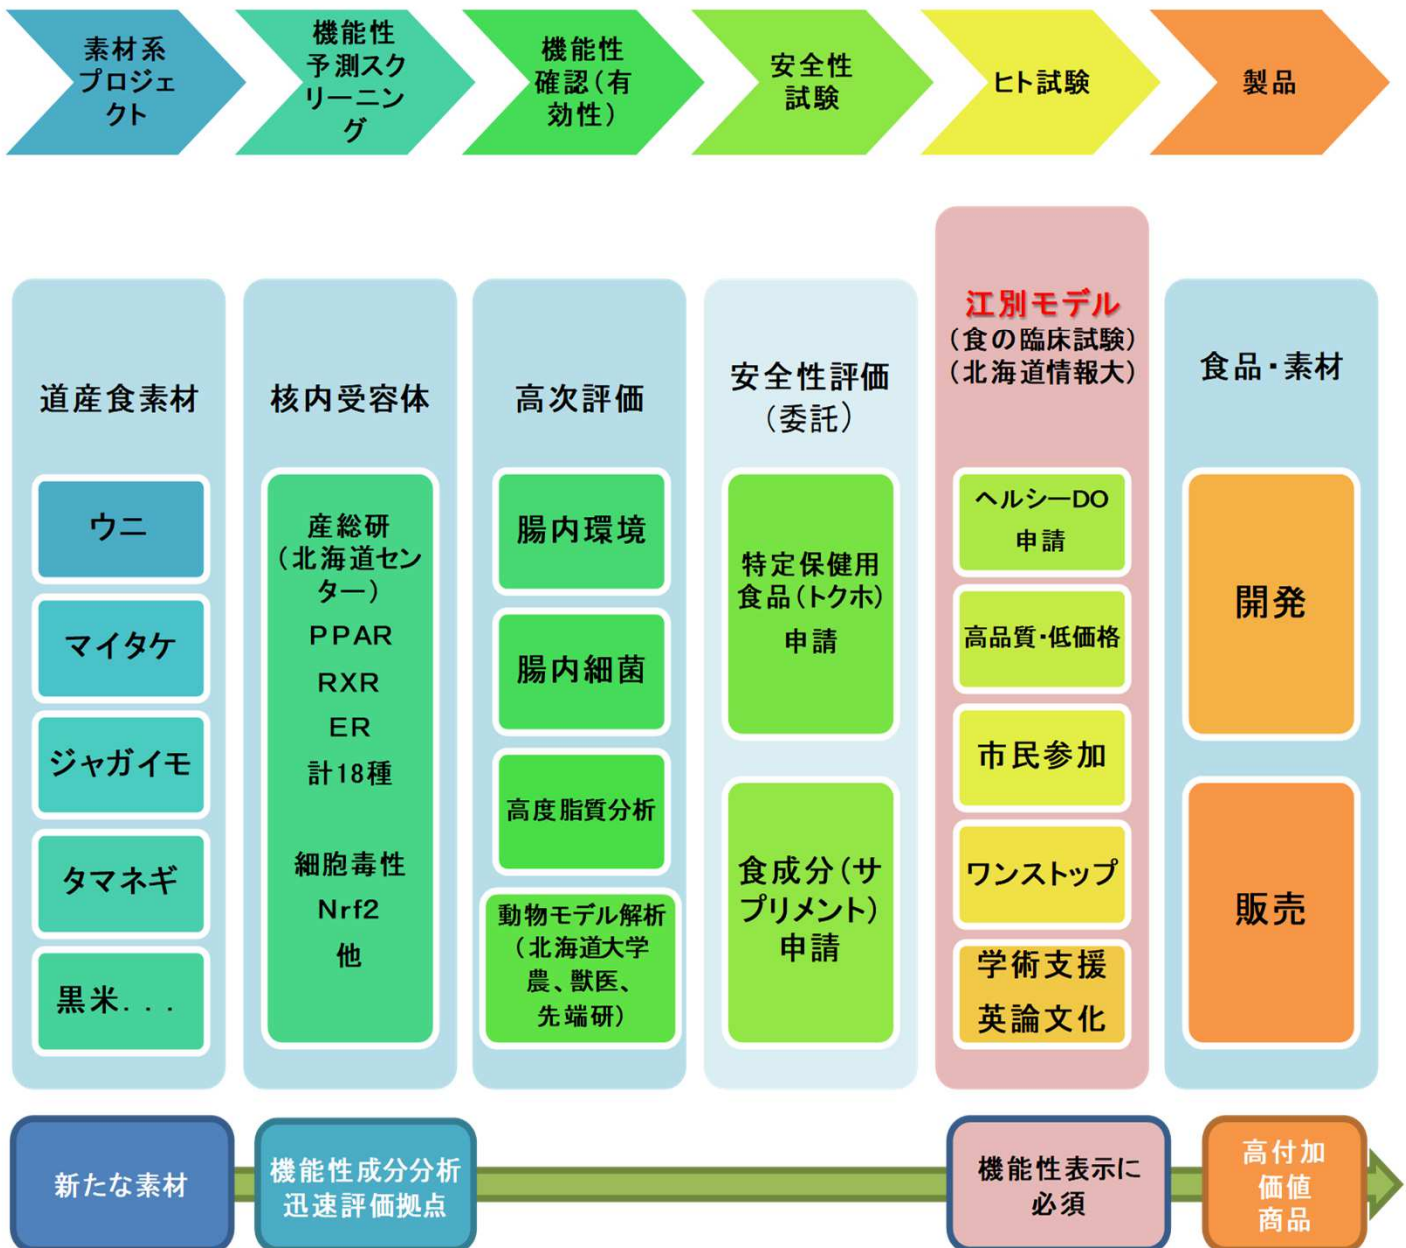 素材系
プロジェ
クト
機能性
予測スク
リーニン
グ
機能性
確認(有
効性)
安全性
試験
ヒト試験
製品
道産食素材
ウニ
マイタケ
ジャガイモ
タマネギ
黒米...
核内受容体
産総研
(北海道セン
ター)
PPAR
RXR
ER
計18種
細胞毒性
Nrf2
他
高次評価
腸内環境
腸内細菌
高度脂質分析
動物モデル解析
(北海道大学
農、獣医、
先端研)
安全性評価
(委託)
特定保健用
食品(トクホ)
申請
食成分(サ
プリメント)
申請
江別モデル
(食の臨床試験)
(北海道情報大)
ヘルシーDO
申請
高品質・低価格
市民参加
ワンストップ
学術支援
英論文化
食品・素材
開発
販売
新たな素材
機能性成分分析
迅速評価拠点
機能性表示に
必須
高付加
価値
商品